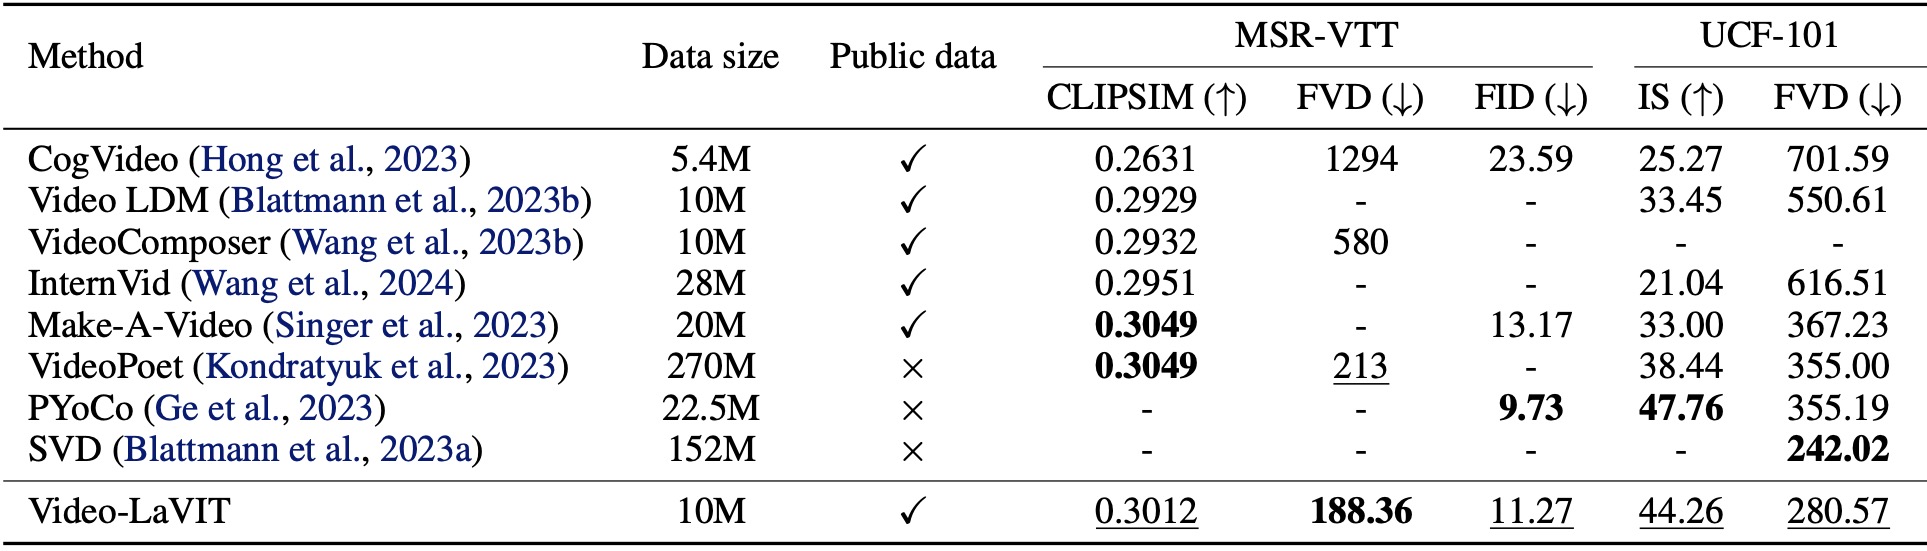 Method Data size Public data MSR-VTT UCF-101
CLIPSIM (↑) FVD (↓) FID (↓) IS (↑) FVD (↓)
CogVideo (Hong et al., 2023) 5.4M ✓ 0.2631 1294 23.59 25.27 701.59
Video LDM (Blattmann et al., 2023b) 10M ✓ 0.2929 - - 33.45 550.61
VideoComposer (Wang et al., 2023b) 10M ✓ 0.2932 580 - - -
InternVid (Wang et al., 2024) 28M ✓ 0.2951 - - 21.04 616.51
Make-A-Video (Singer et al., 2023) 20M ✓ 0.3049 - 13.17 33.00 367.23
VideoPoet (Kondratyuk et al., 2023) 270M × 0.3049 213 - 38.44 355.00
PYoCo (Ge et al., 2023) 22.5M × - - 9.73 47.76 355.19
SVD (Blattmann et al., 2023a) 152M × - - - - 242.02
Video-LaVIT 10M ✓ 0.3012 188.36 11.27 44.26 280.57